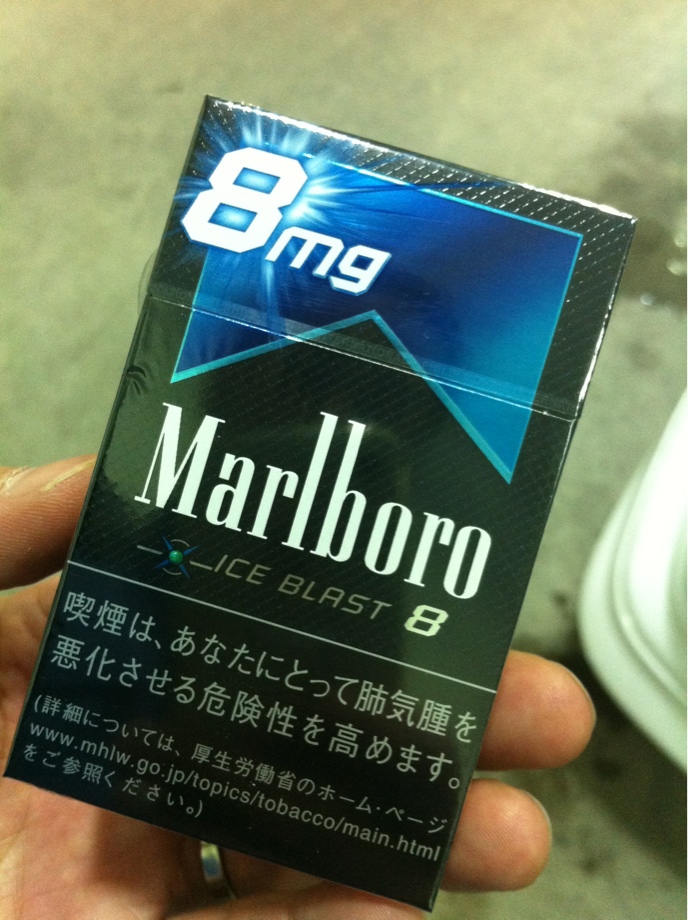 8mg
Marlboro
ICE BLAST 8
喫煙は、あなたにとって肺気腫を
悪化させる危険性を高めます。
(詳細については、厚生労働省のホーム・ページ
www.mhlw.go.jp/topics/tobacco/main.html
をご参照ください。)